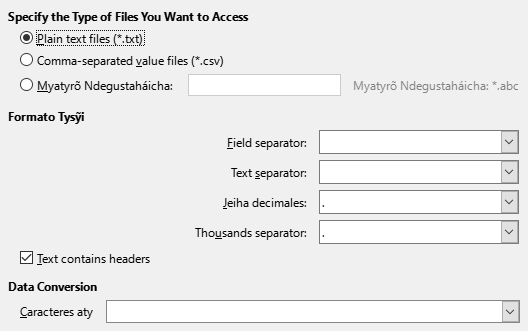 Specify the Type of Files You Want to Access
Plain text files (*.txt)
Comma-separated value files (*.csv)
Myatyrõ Ndegustaháicha: Myatyrõ Ndegustaháicha: *.abc
Formato Tysỹi
Field separator:
Text separator:
Jeiha decimales: .
Thousands separator: .
Text contains headers
Data Conversion
Caracteres aty